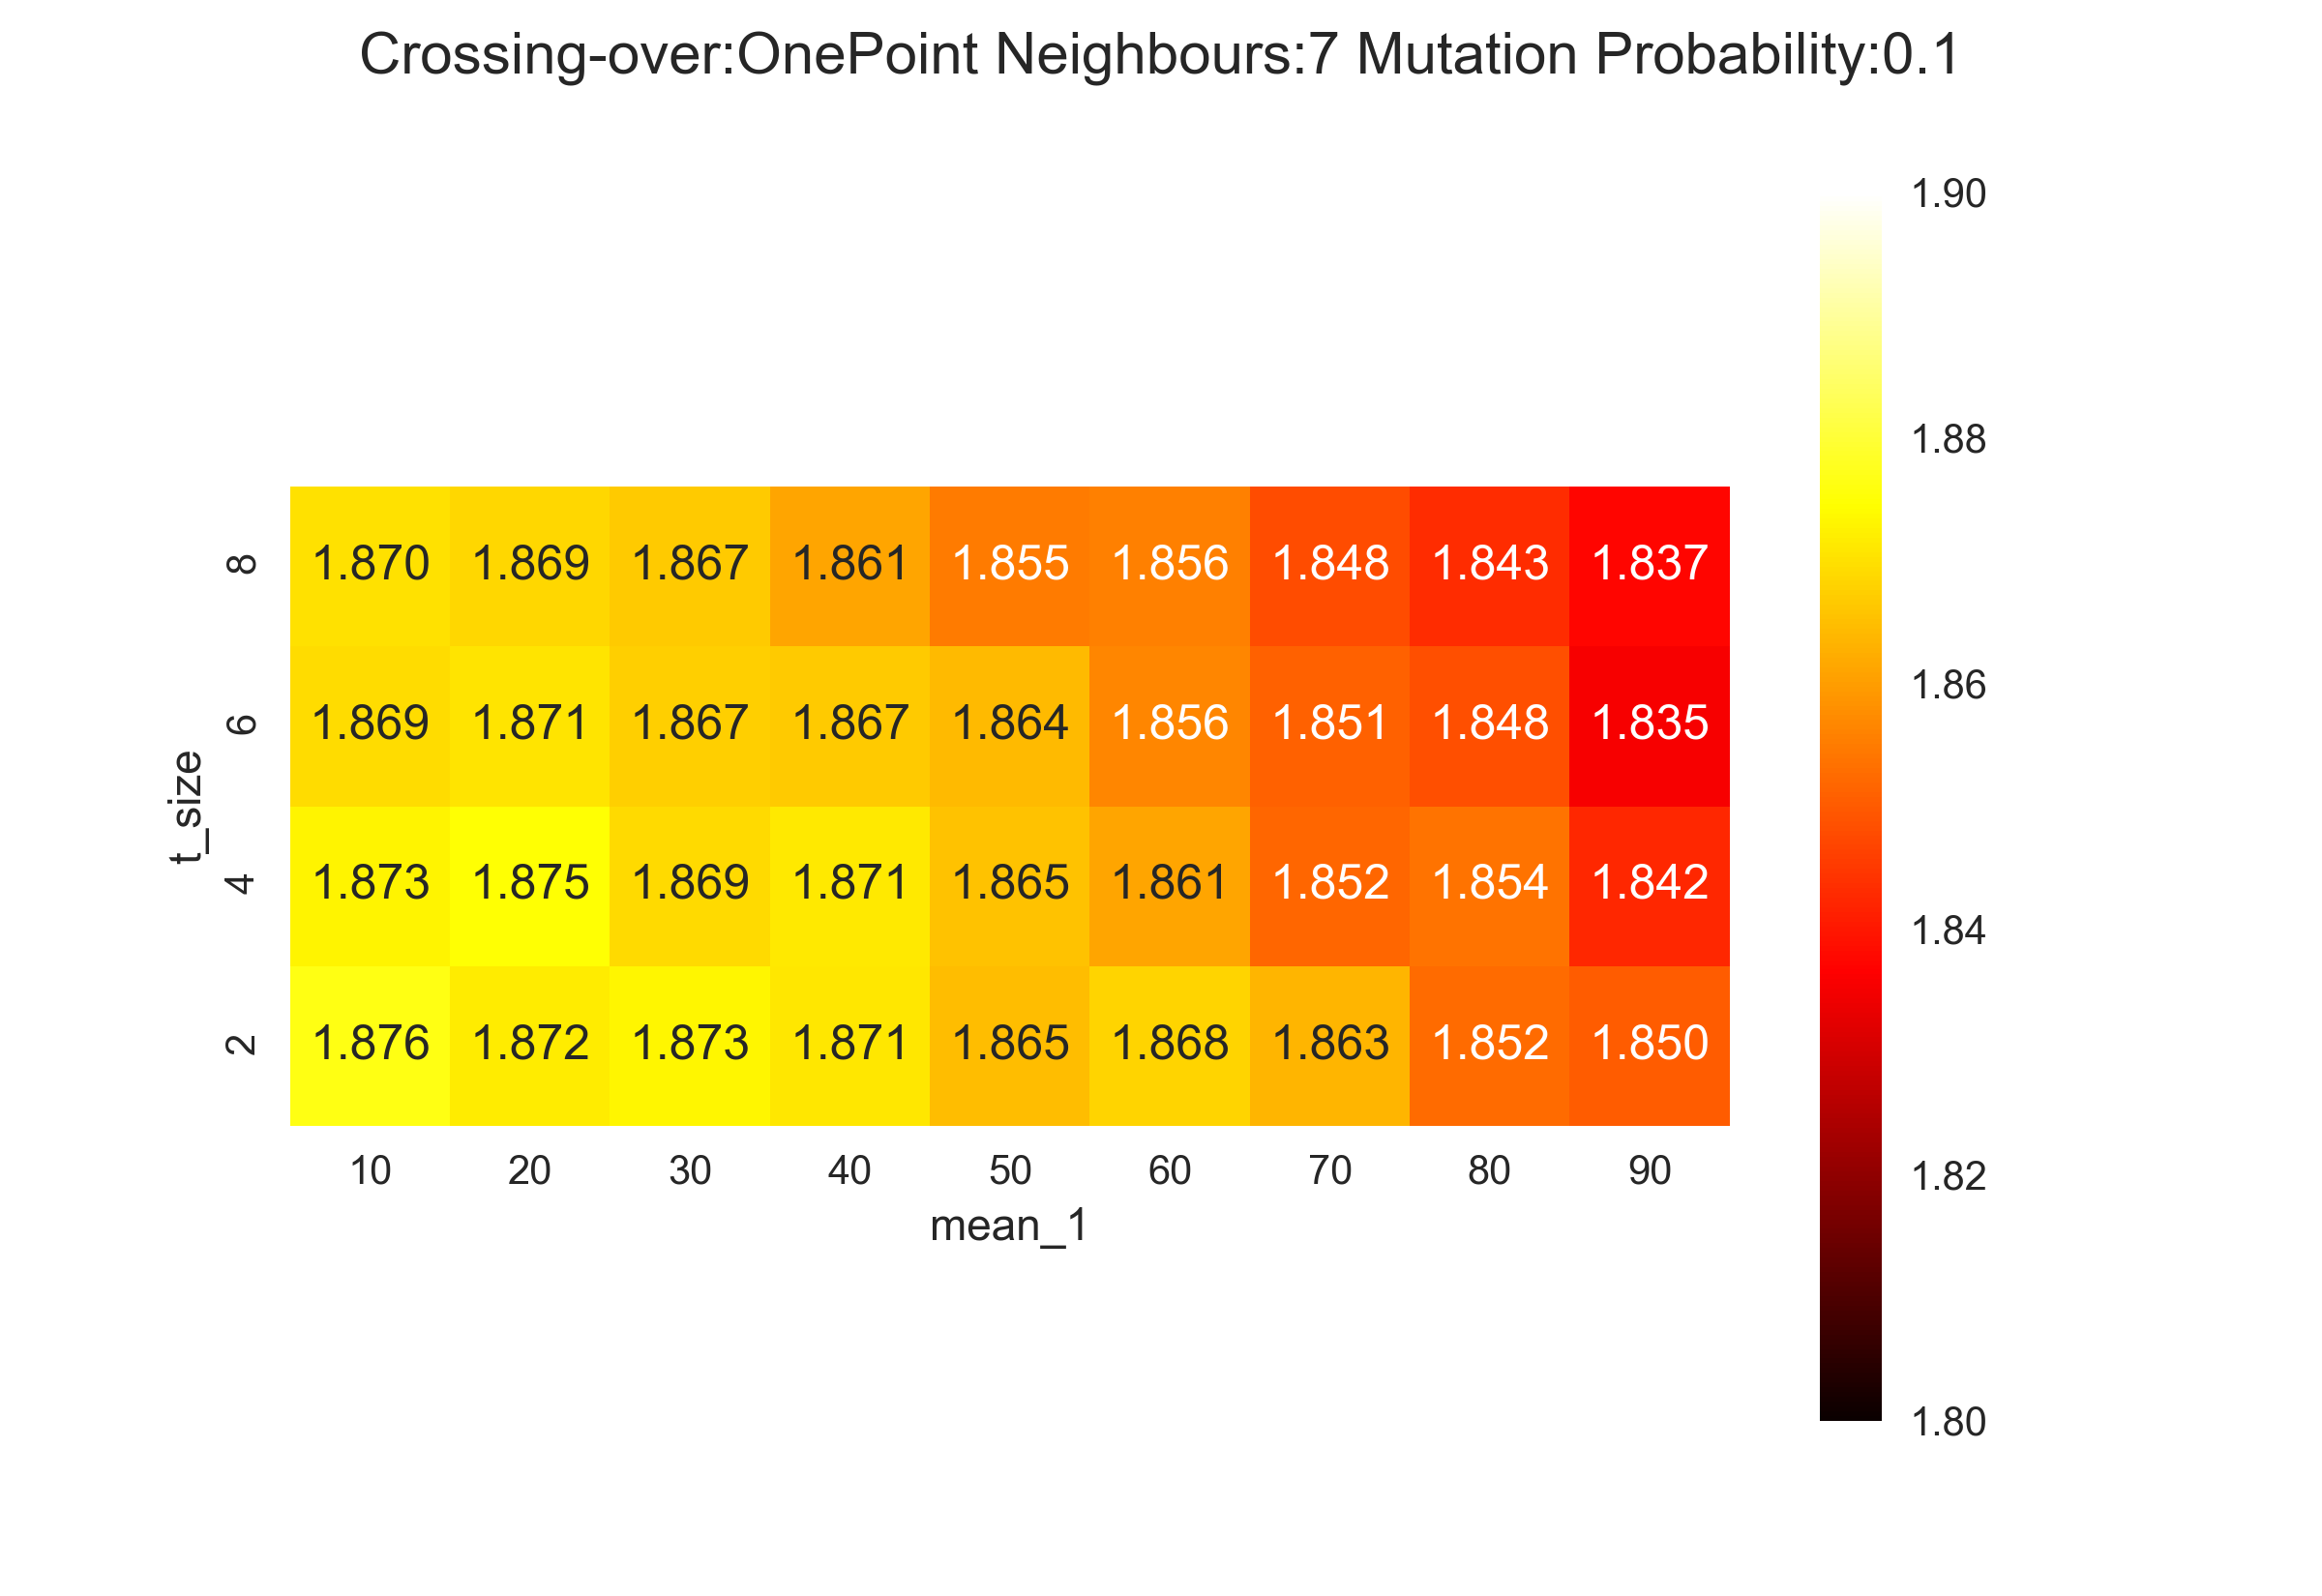 Crossing-over:OnePoint Neighbours:7 Mutation Probability:0.1
t_size
8 1.870 1.869 1.867 1.861 1.855 1.856 1.848 1.843 1.837
6 1.869 1.871 1.867 1.867 1.864 1.856 1.851 1.848 1.835
4 1.873 1.875 1.869 1.871 1.865 1.861 1.852 1.854 1.842
2 1.876 1.872 1.873 1.871 1.865 1.868 1.863 1.852 1.850
10 20 30 40 50 60 70 80 90
mean_1
1.90
1.88
1.86
1.84
1.82
1.80